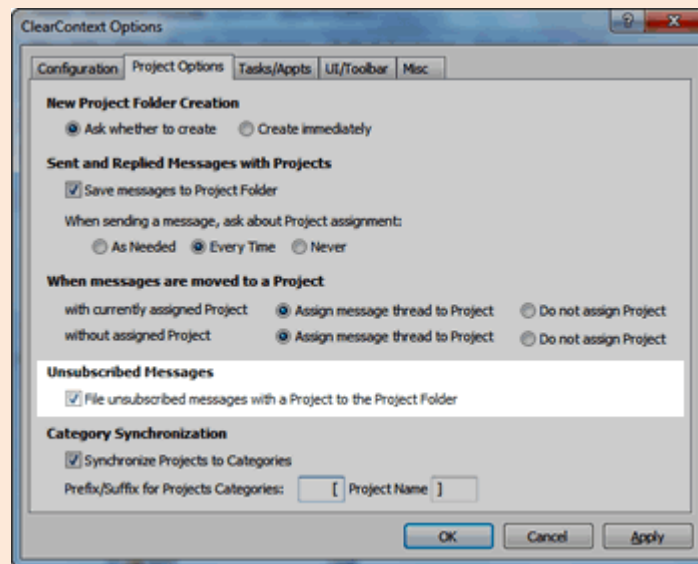 ClearContext Options
Configuration Project Options Tasks/Appts UI/Toolbar Misc
New Project Folder Creation
Ask whether to create Create immediately
Sent and Replied Messages with Projects
Save messages to Project Folder
When sending a message, ask about Project assignment:
As Needed Every Time Never
When messages are moved to a Project
with currently assigned Project Assign message thread to Project Do not assign Project
without assigned Project Assign message thread to Project Do not assign Project
Unsubscribed Messages
File unsubscribed messages with a Project to the Project Folder
Category Synchronization
Synchronize Projects to Categories
Prefix/Suffix for Projects Categories: [ Project Name ]
OK Cancel Apply